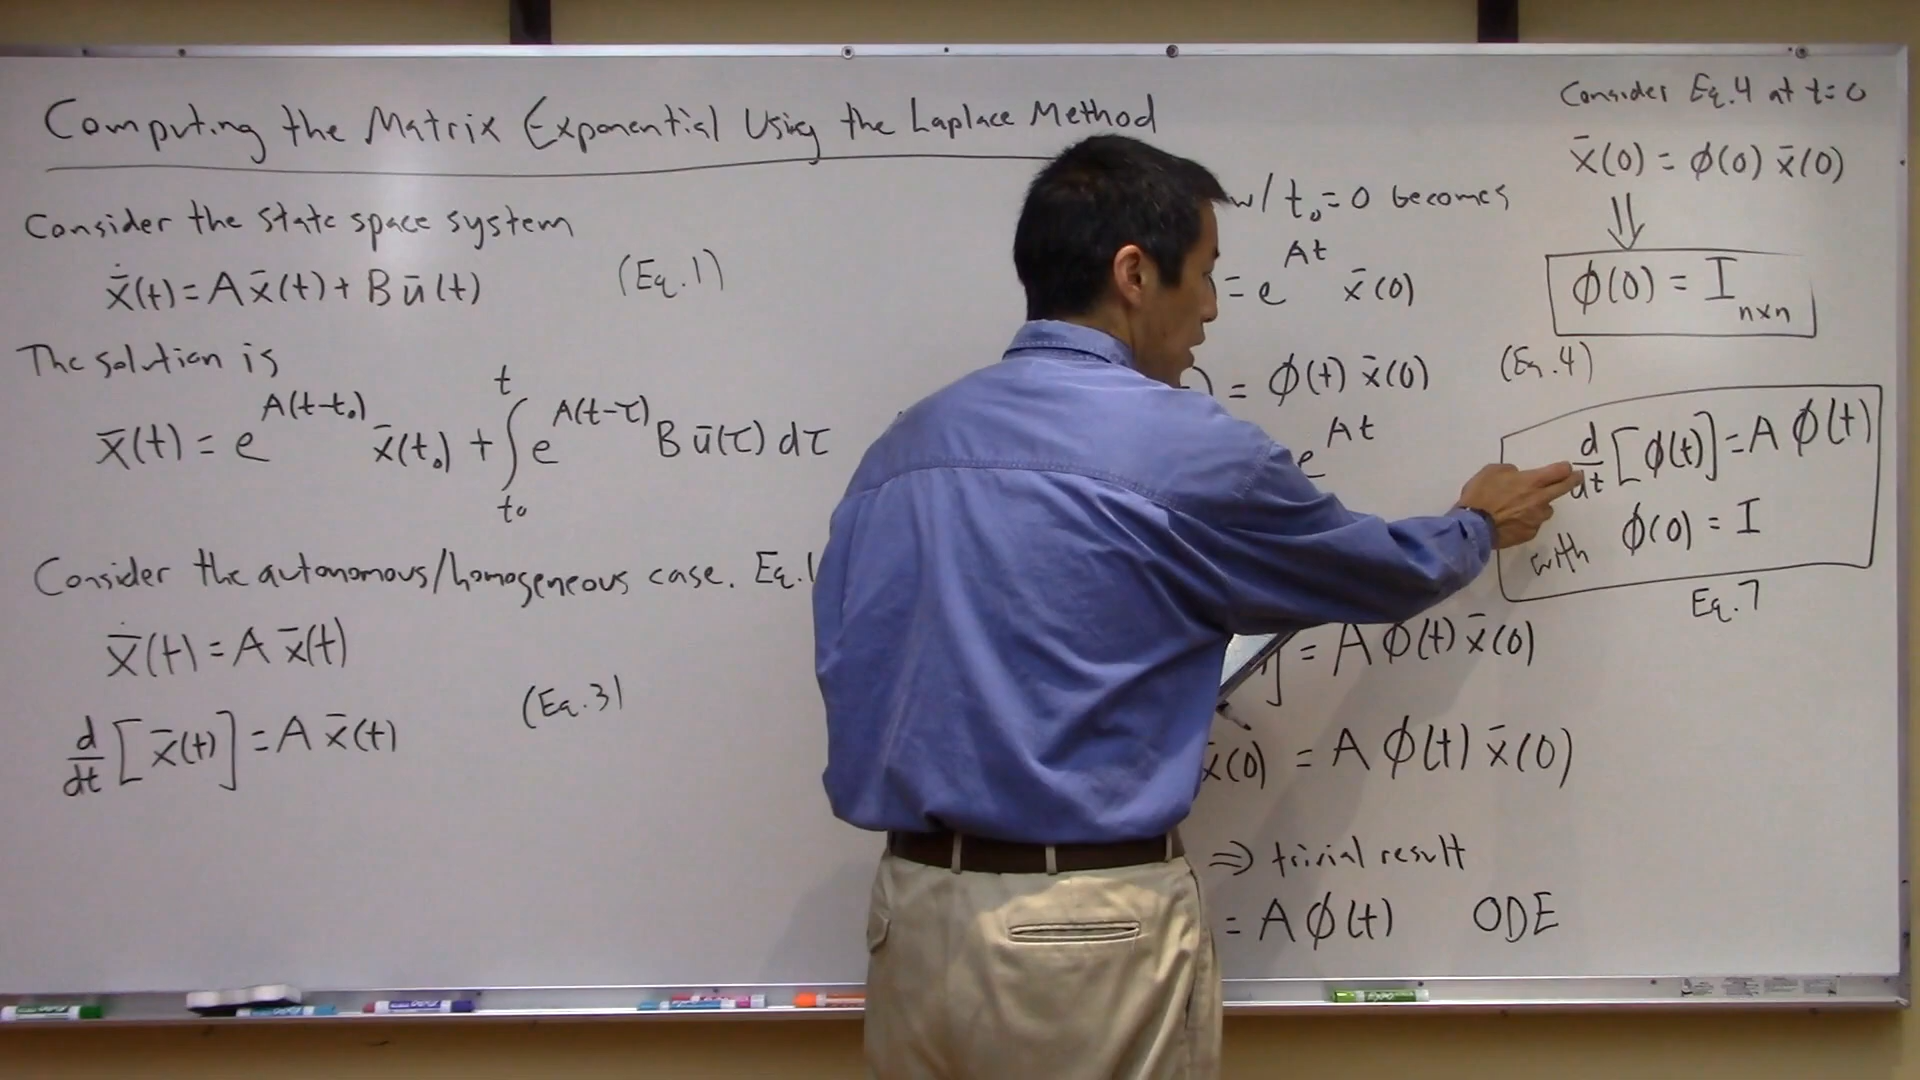 Computing the Matrix Exponential Using the Laplace Method
Consider the state space system
ẋ̄(t) = A x̄(t) + B ū(t) (Eq.1)
The solution is
x̄(t) = e^{A(t-t₀)} x̄(t₀) + ∫_{t₀}^{t} e^{A(t-τ)} B ū(τ) dτ
Consider the autonomous/homogeneous case. Eq.1
ẋ̄(t) = A x̄(t)
d/dt [x̄(t)] = A x̄(t) (Eq.3)
w/ t₀=0 becomes
= e^{At} x̄(0)
) = ϕ(t) x̄(0) (Eq.4)
e^{At}
] = A ϕ(t) x̄(0)
x̄(0) = A ϕ(t) x̄(0)
⇒ trivial result
= A ϕ(t) ODE
Consider Eq.4 at t=0
x̄(0) = ϕ(0) x̄(0)
⇓
ϕ(0) = I_{n×n}
d/dt [ϕ(t)] = A ϕ(t)
with ϕ(0) = I
Eq.7
EXPO